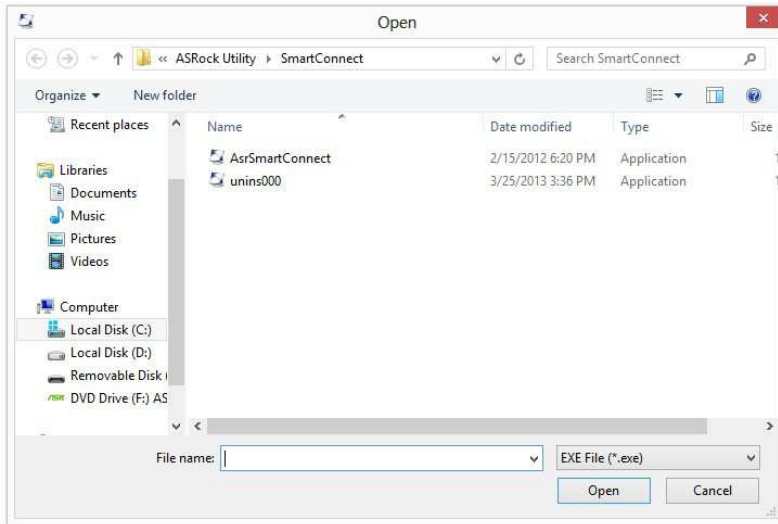 Open
« ASRock Utility ▸ SmartConnect
Search SmartConnect
Organize ▾ New folder
Name Date modified Type Size
AsrSmartConnect 2/15/2012 6:20 PM Application
unins000 3/25/2013 3:36 PM Application
Recent places
Libraries
Documents
Music
Pictures
Videos
Computer
Local Disk (C:)
Local Disk (D:)
Removable Disk
DVD Drive (F:) AS
File name:
EXE File (*.exe)
Open Cancel